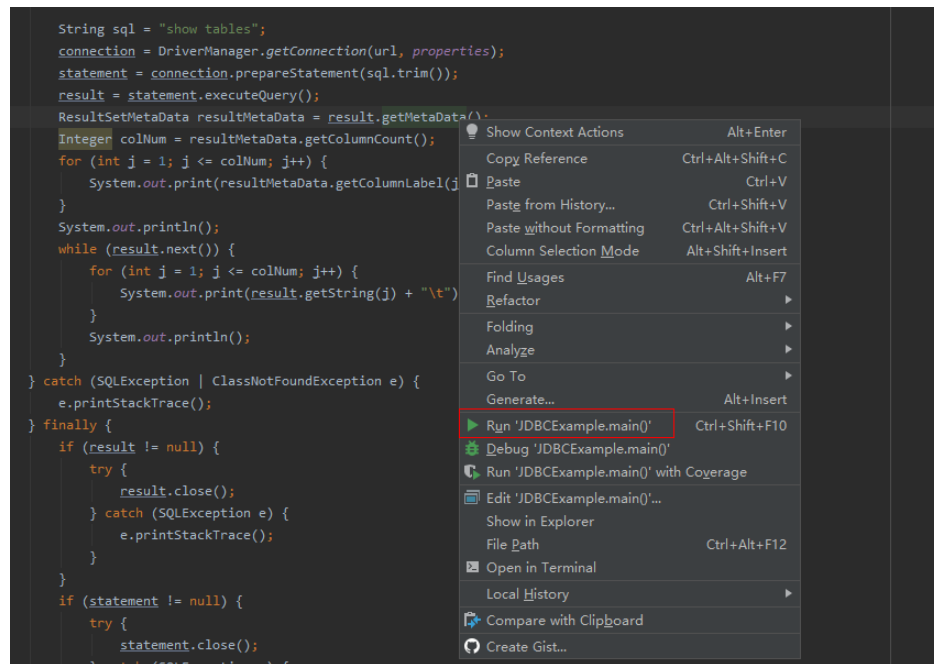 String sql = "show tables";
connection = DriverManager.getConnection(url, properties);
statement = connection.prepareStatement(sql.trim());
result = statement.executeQuery();
ResultSetMetaData resultMetaData = result.getMetaData();
Integer colNum = resultMetaData.getColumnCount();
for (int j = 1; j <= colNum; j++) {
System.out.print(resultMetaData.getColumnLabel(j
}
System.out.println();
while (result.next()) {
for (int j = 1; j <= colNum; j++) {
System.out.print(result.getString(j) + "\t")
}
System.out.println();
}
} catch (SQLException | ClassNotFoundException e) {
e.printStackTrace();
} finally {
if (result != null) {
try {
result.close();
} catch (SQLException e) {
e.printStackTrace();
}
}
if (statement != null) {
try {
statement.close();
Show Context Actions Alt+Enter
Copy Reference Ctrl+Alt+Shift+C
Paste Ctrl+V
Paste from History... Ctrl+Shift+V
Paste without Formatting Ctrl+Alt+Shift+V
Column Selection Mode Alt+Shift+Insert
Find Usages Alt+F7
Refactor
Folding
Analyze
Go To
Generate... Alt+Insert
Run 'JDBCExample.main()' Ctrl+Shift+F10
Debug 'JDBCExample.main()'
Run 'JDBCExample.main()' with Coverage
Edit 'JDBCExample.main()'...
Show in Explorer
File Path Ctrl+Alt+F12
Open in Terminal
Local History
Compare with Clipboard
Create Gist...